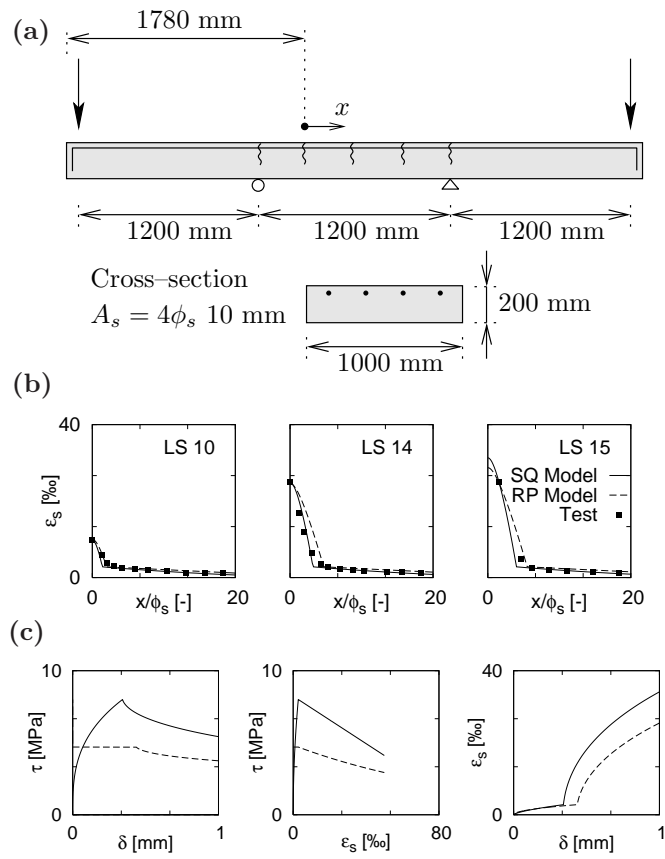 (a)
1780 mm
x
1200 mm 1200 mm 1200 mm
Cross–section
A_s = 4ϕ_s 10 mm
200 mm
1000 mm
(b)
40
0
ε_s [‰]
LS 10
0 20
x/ϕ_s [-]
LS 14
0 20
x/ϕ_s [-]
LS 15
SQ Model
RP Model
Test
0 20
x/ϕ_s [-]
(c)
10
0
τ [MPa]
0 1
δ [mm]
10
0
τ [MPa]
0 80
ε_s [‰]
40
0
ε_s [‰]
0 1
δ [mm]